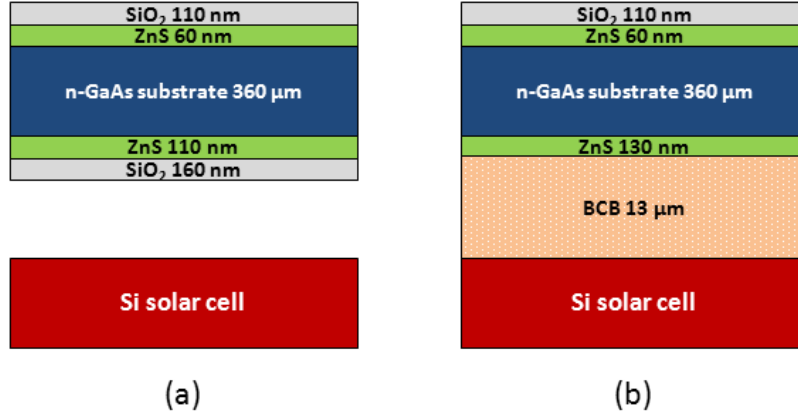 SiO₂ 110 nm
ZnS 60 nm
n-GaAs substrate 360 µm
ZnS 110 nm
SiO₂ 160 nm
Si solar cell
(a)
SiO₂ 110 nm
ZnS 60 nm
n-GaAs substrate 360 µm
ZnS 130 nm
BCB 13 µm
Si solar cell
(b)